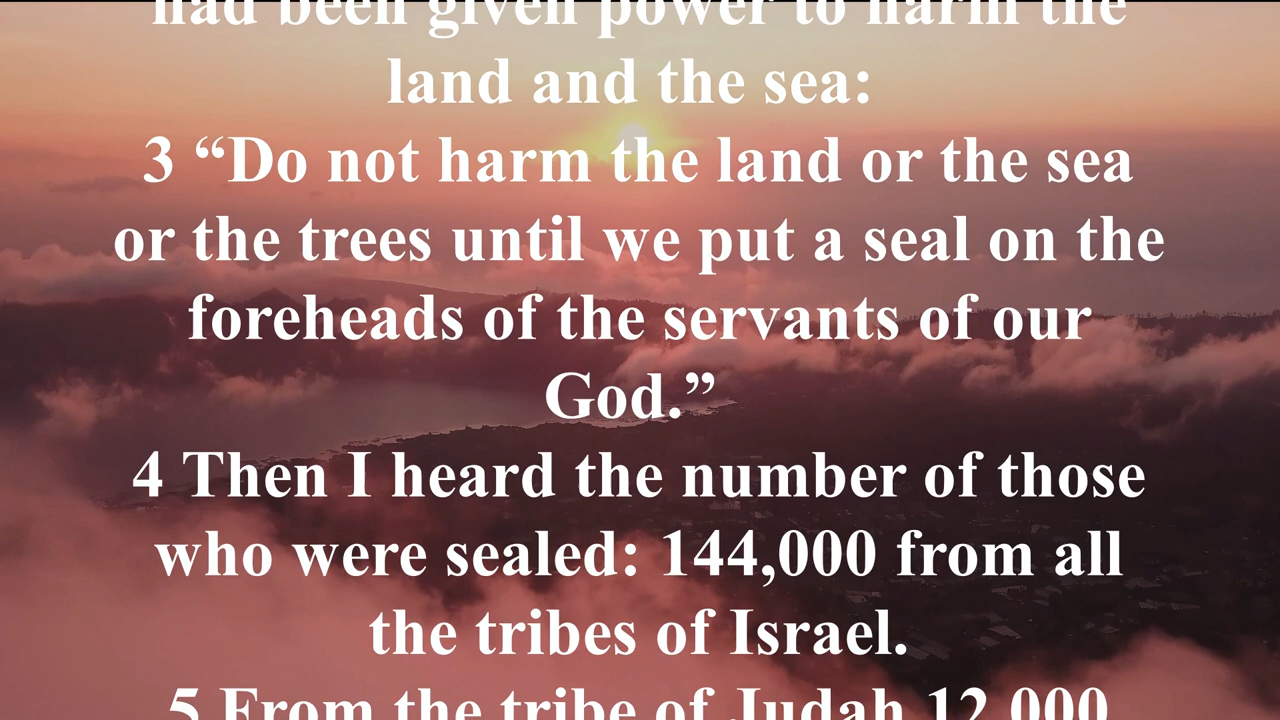 had been given power to harm the
land and the sea:
3 “Do not harm the land or the sea
or the trees until we put a seal on the
foreheads of the servants of our
God.”
4 Then I heard the number of those
who were sealed: 144,000 from all
the tribes of Israel.
5 From the tribe of Judah 12,000